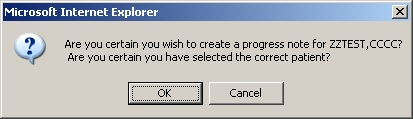 Microsoft Internet Explorer
Are you certain you wish to create a progress note for ZZTEST,CCCC?
Are you certain you have selected the correct patient?
OK
Cancel